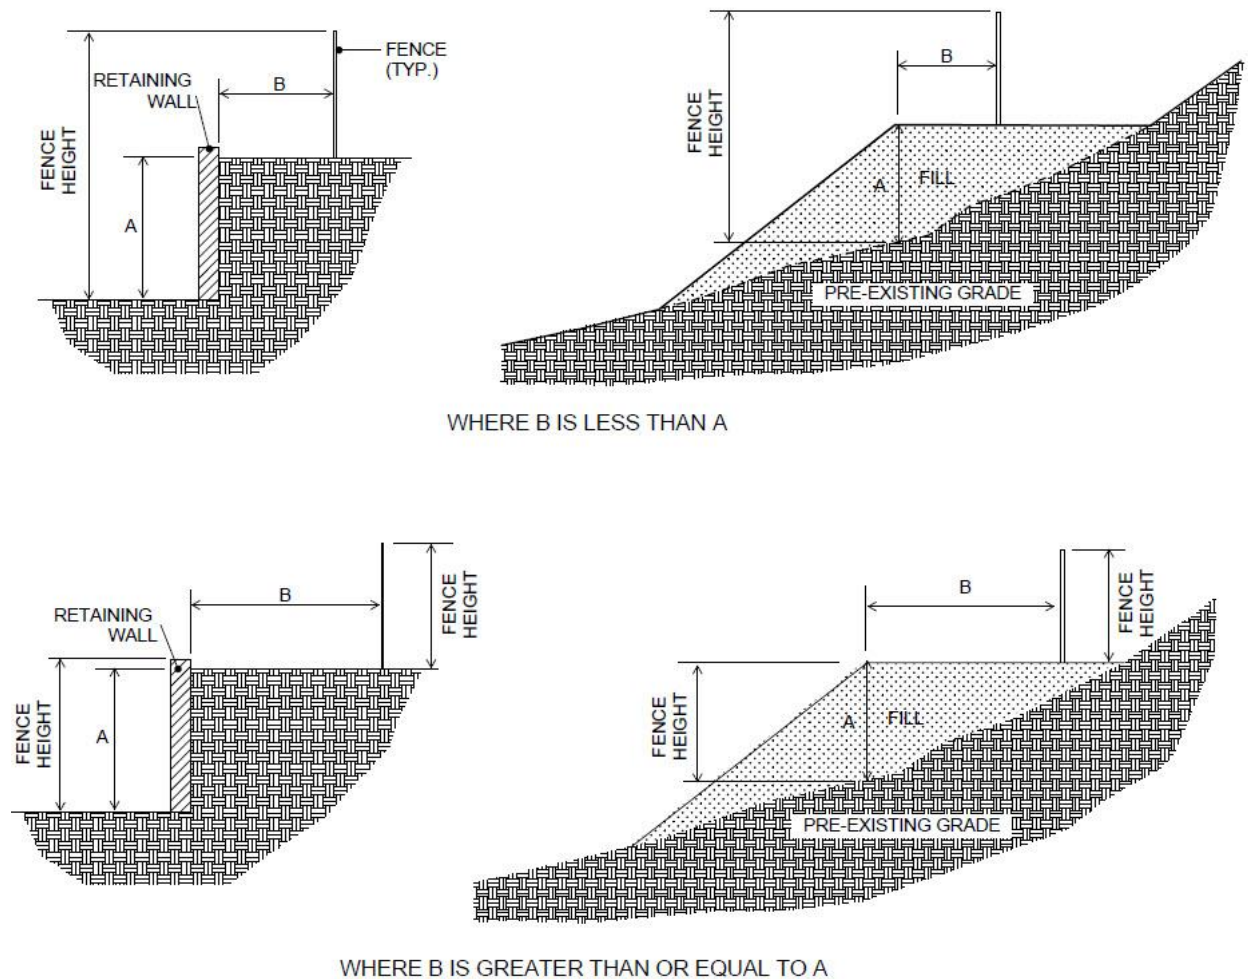 FENCE
(TYP.)
RETAINING
WALL
B
FENCE
HEIGHT
A
FENCE
HEIGHT
B
A
FILL
PRE-EXISTING GRADE
WHERE B IS LESS THAN A
RETAINING
WALL
B
FENCE
HEIGHT
FENCE
HEIGHT
A
B
FENCE
HEIGHT
FENCE
HEIGHT
A
FILL
PRE-EXISTING GRADE
WHERE B IS GREATER THAN OR EQUAL TO A